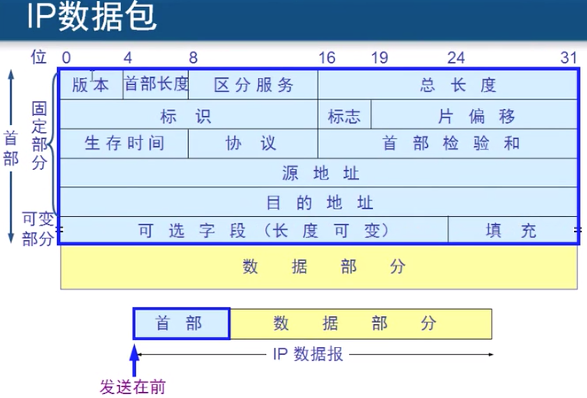 IP数据包
位 0 4 8 16 19 24 31
版本 首部长度 区分服务 总长度
标识 标志 片偏移
生存时间 协议 首部检验和
源地址
目的地址
可选字段（长度可变） 填充
数据部分
首部
固定部分
可变部分
首部 数据部分
IP 数据报
发送在前